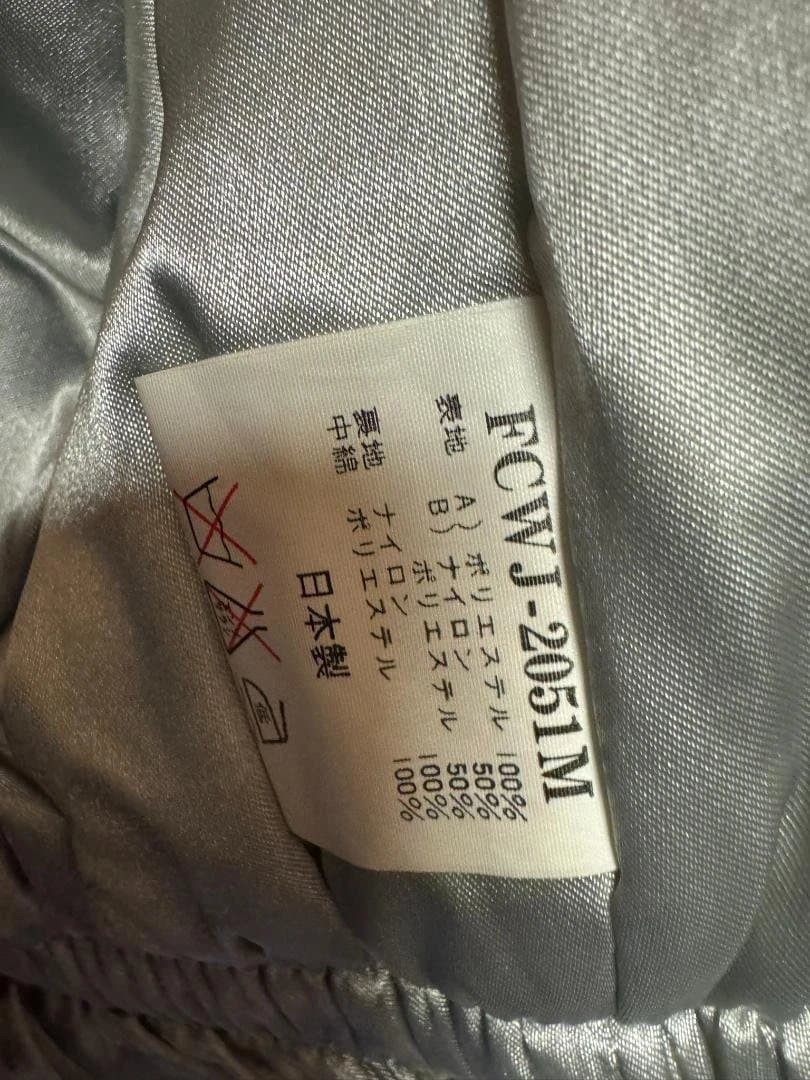 FCWJ-2051M
表地 A) ポリエステル 100%
B) ナイロン 50%
ポリエステル 50%
裏地 ナイロン 100%
中綿 ポリエステル 100%
日本製